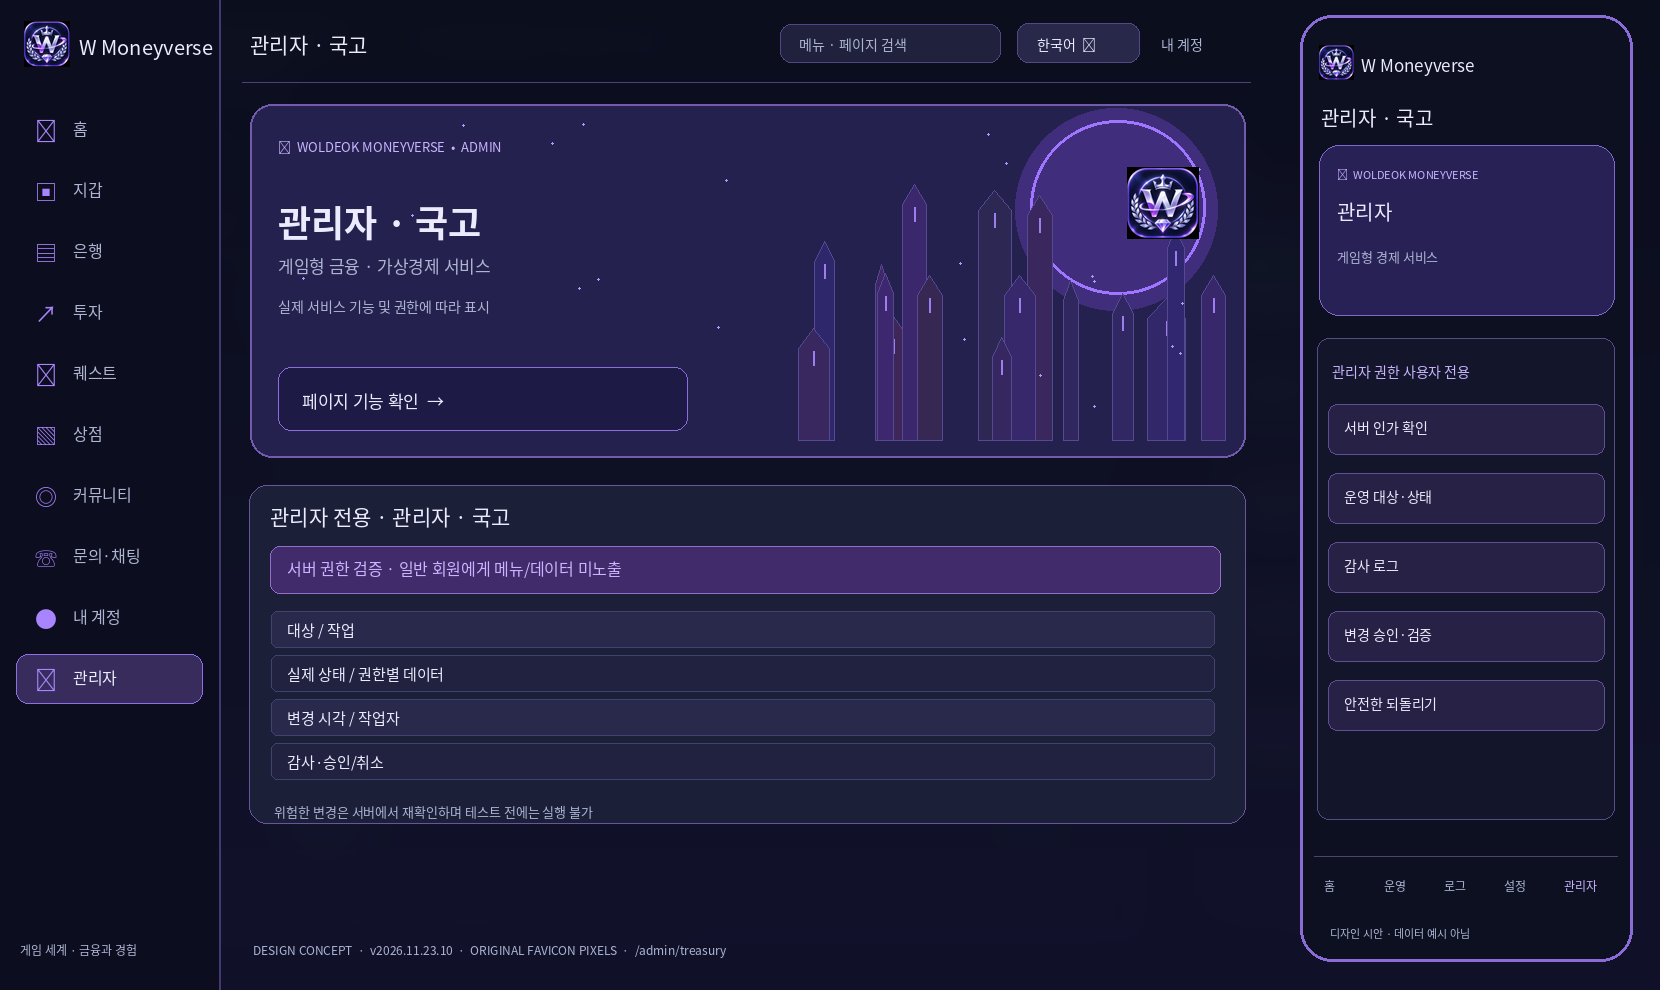 W Moneyverse
홈
지갑
은행
투자
퀘스트
상점
커뮤니티
문의·채팅
내 계정
관리자
게임 세계 · 금융과 경험
관리자 · 국고
메뉴 · 페이지 검색
한국어
내 계정
WOLDEOK MONEYVERSE • ADMIN
관리자 · 국고
게임형 금융 · 가상경제 서비스
실제 서비스 기능 및 권한에 따라 표시
페이지 기능 확인 →
관리자 전용 · 관리자 · 국고
서버 권한 검증 · 일반 회원에게 메뉴/데이터 미노출
대상 / 작업
실제 상태 / 권한별 데이터
변경 시각 / 작업자
감사·승인/취소
위험한 변경은 서버에서 재확인하며 테스트 전에는 실행 불가
DESIGN CONCEPT · v2026.11.23.10 · ORIGINAL FAVICON PIXELS · /admin/treasury
W Moneyverse
관리자 · 국고
WOLDEOK MONEYVERSE
관리자
게임형 경제 서비스
관리자 권한 사용자 전용
서버 인가 확인
운영 대상·상태
감사 로그
변경 승인·검증
안전한 되돌리기
홈 운영 로그 설정 관리자
디자인 시안 · 데이터 예시 아님